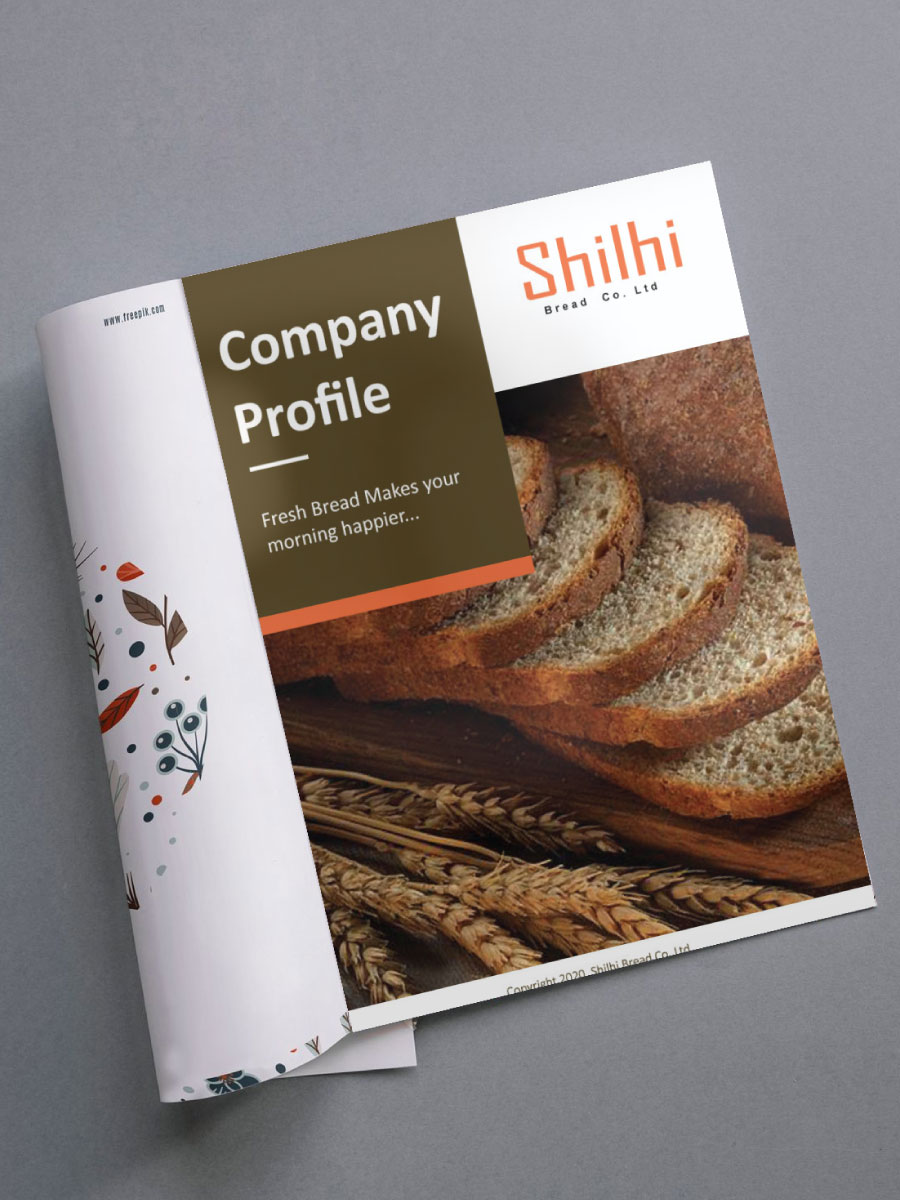 www.freepik.com
Shilhi
Bread Co. Ltd
Company
Profile
Fresh Bread Makes your
morning happier...
Copyright 2020, Shilhi Bread Co. Ltd